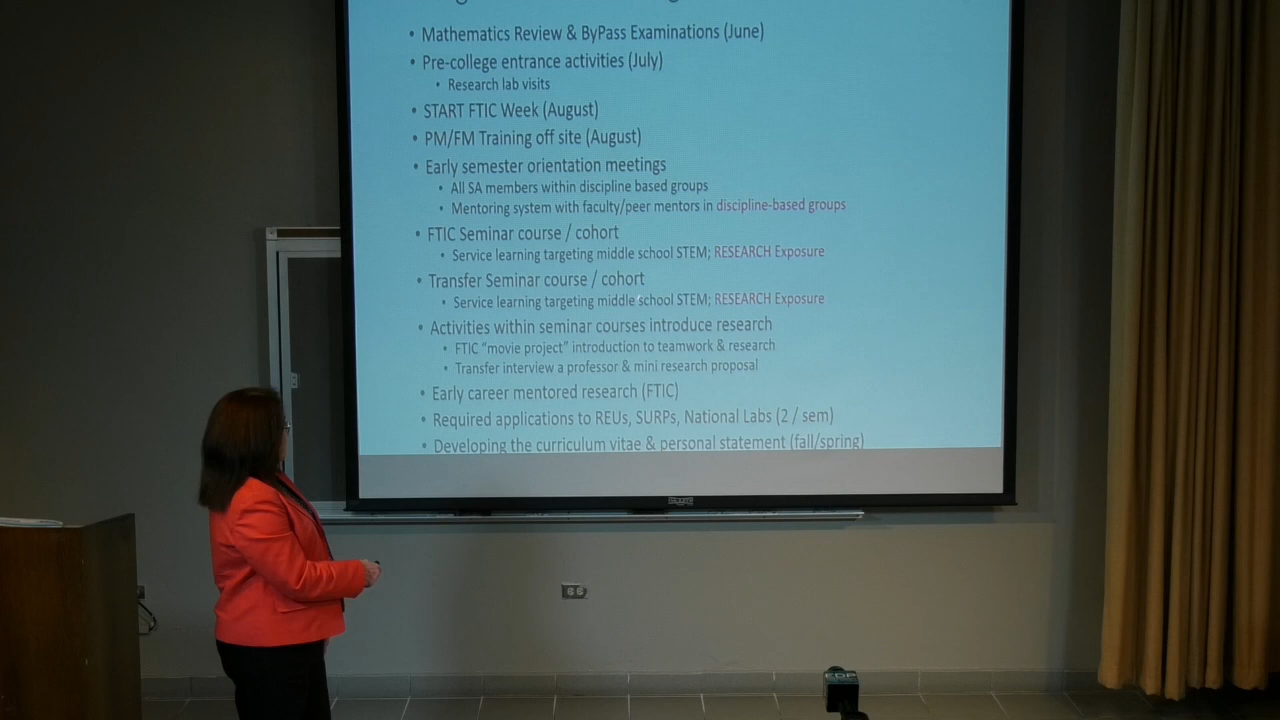 • Mathematics Review & ByPass Examinations (June)
• Pre-college entrance activities (July)
• Research lab visits
• START FTIC Week (August)
• PM/FM Training off site (August)
• Early semester orientation meetings
• All SA members within discipline based groups
• Mentoring system with faculty/peer mentors in discipline-based groups
• FTIC Seminar course / cohort
• Service learning targeting middle school STEM; RESEARCH Exposure
• Transfer Seminar course / cohort
• Service learning targeting middle school STEM; RESEARCH Exposure
• Activities within seminar courses introduce research
• FTIC “movie project” introduction to teamwork & research
• Transfer interview a professor & mini research proposal
• Early career mentored research (FTIC)
• Required applications to REUs, SURPs, National Labs (2 / sem)
• Developing the curriculum vitae & personal statement (fall/spring)